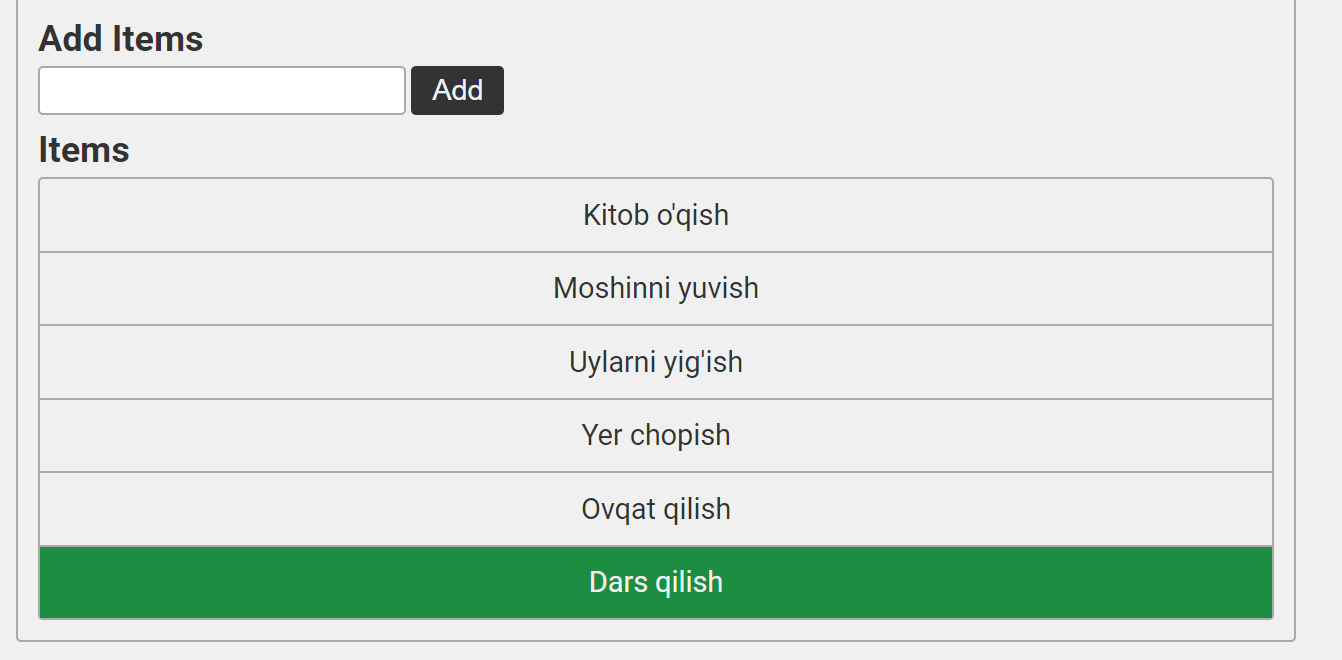 Add Items
Add
Items
Kitob o'qish
Moshinni yuvish
Uylarni yig'ish
Yer chopish
Ovqat qilish
Dars qilish